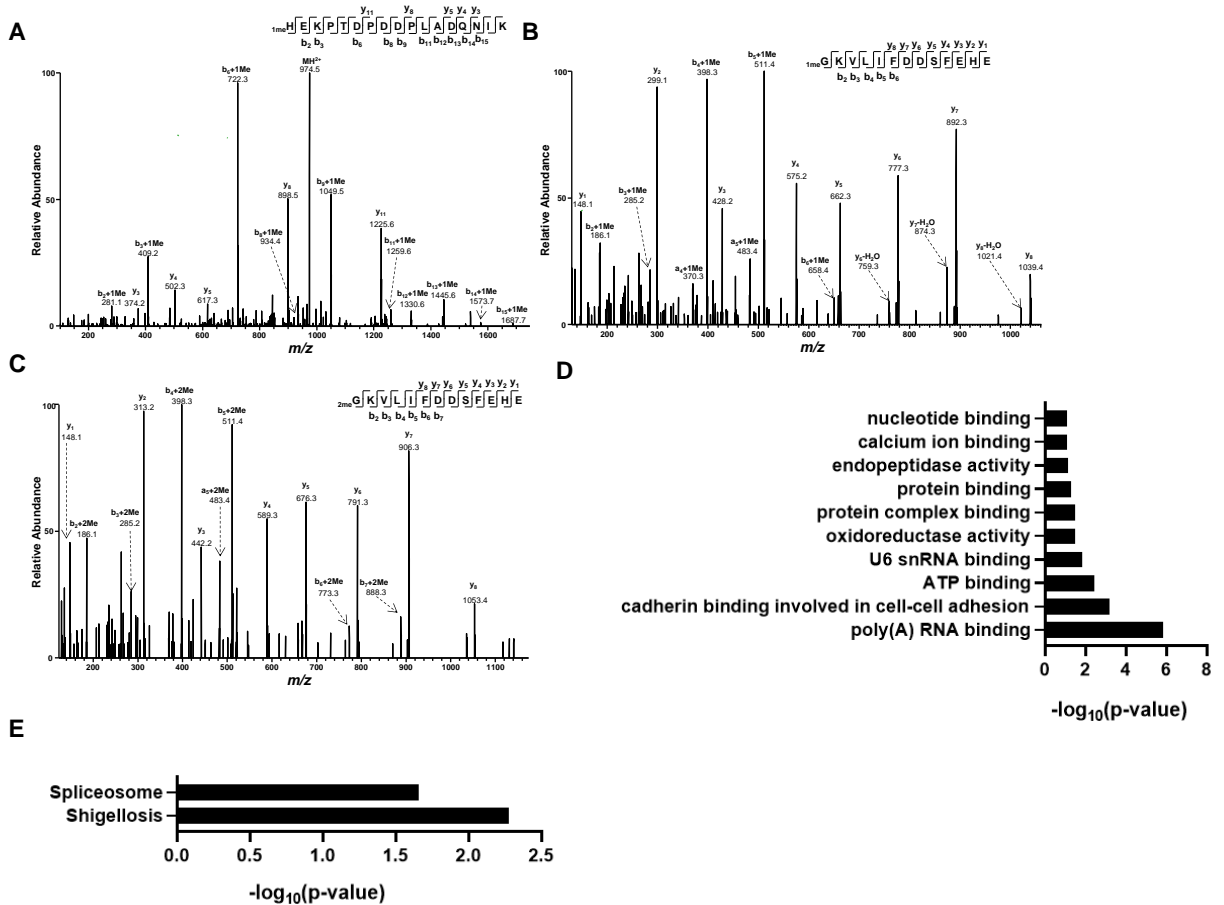 A
y11 y8 y5 y4 y3
1meHEKPTDPDDPLADQNIK
b2 b3 b6 b8 b9 b11 b12 b13 b14 b15
Relative Abundance
100
50
0
b6+1Me
722.3
MH2+
974.5
y8
898.5
b9+1Me
1049.5
b8+1Me
934.4
y11
1225.6
b11+1Me
1259.6
b3+1Me
409.2
y4
502.3
b2+1Me
281.1
y3
374.2
y5
617.3
b12+1Me
1330.6
b13+1Me
1445.6
b14+1Me
1573.7
b15+1Me
1687.7
200 400 600 800 1000 1200 1400 1600
m/z
B
y8 y7 y6 y5 y4 y3 y2 y1
1meGKVLIFDDSFEHE
b2 b3 b4 b5 b6
Relative Abundance
100
50
0
y2
299.1
b4+1Me
398.3
b5+1Me
511.4
y7
892.3
y1
148.1
b3+1Me
285.2
b2+1Me
186.1
y3
428.2
y4
575.2
y5
662.3
y6
777.3
a4+1Me
370.3
a5+1Me
483.4
b6+1Me
658.4
y6-H2O
759.3
y7-H2O
874.3
y8-H2O
1021.4
y8
1039.4
200 300 400 500 600 700 800 900 1000
m/z
C
y8 y7 y6 y5 y4 y3 y2 y1
2meGKVLIFDDSFEHE
b2 b3 b4 b5 b6 b7
Relative Abundance
100
50
0
y1
148.1
y2
313.2
b4+2Me
398.3
b5+2Me
511.4
y7
906.3
b2+2Me
186.1
b3+2Me
285.2
y3
442.2
a5+2Me
483.4
y4
589.3
y5
676.3
y6
791.3
b6+2Me
773.3
b7+2Me
888.3
y8
1053.4
200 300 400 500 600 700 800 900 1000 1100
m/z
D
nucleotide binding
calcium ion binding
endopeptidase activity
protein binding
protein complex binding
oxidoreductase activity
U6 snRNA binding
ATP binding
cadherin binding involved in cell-cell adhesion
poly(A) RNA binding
0 2 4 6 8
-log10(p-value)
E
Spliceosome
Shigellosis
0.0 0.5 1.0 1.5 2.0 2.5
-log10(p-value)